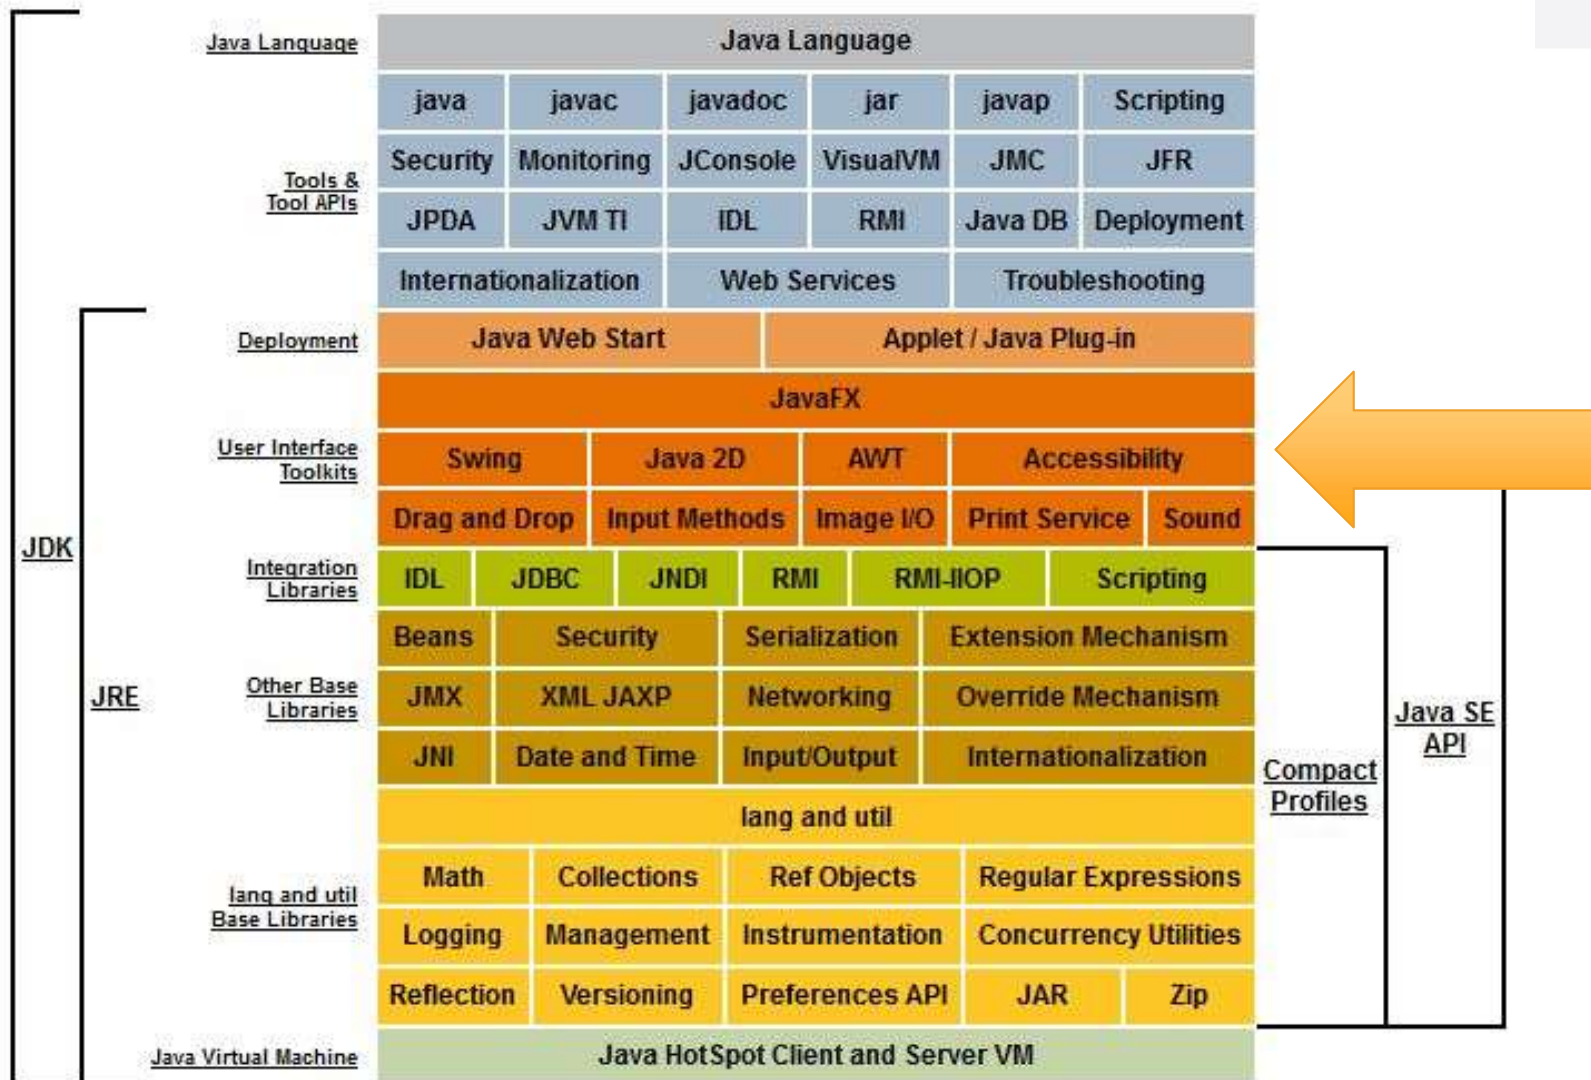 Java Language
Java Language
java javac javadoc jar javap Scripting
Security Monitoring JConsole VisualVM JMC JFR
Tools &
Tool APIs
JPDA JVM TI IDL RMI Java DB Deployment
Internationalization Web Services Troubleshooting
Deployment
Java Web Start Applet / Java Plug-in
JavaFX
User Interface
Toolkits
Swing Java 2D AWT Accessibility
Drag and Drop Input Methods Image I/O Print Service Sound
JDK
Integration
Libraries
IDL JDBC JNDI RMI RMI-IIOP Scripting
Beans Security Serialization Extension Mechanism
JRE
Other Base
Libraries
JMX XML JAXP Networking Override Mechanism
Java SE
API
JNI Date and Time Input/Output Internationalization
Compact
Profiles
lang and util
lang and util
Base Libraries
Math Collections Ref Objects Regular Expressions
Logging Management Instrumentation Concurrency Utilities
Reflection Versioning Preferences API JAR Zip
Java Virtual Machine
Java HotSpot Client and Server VM